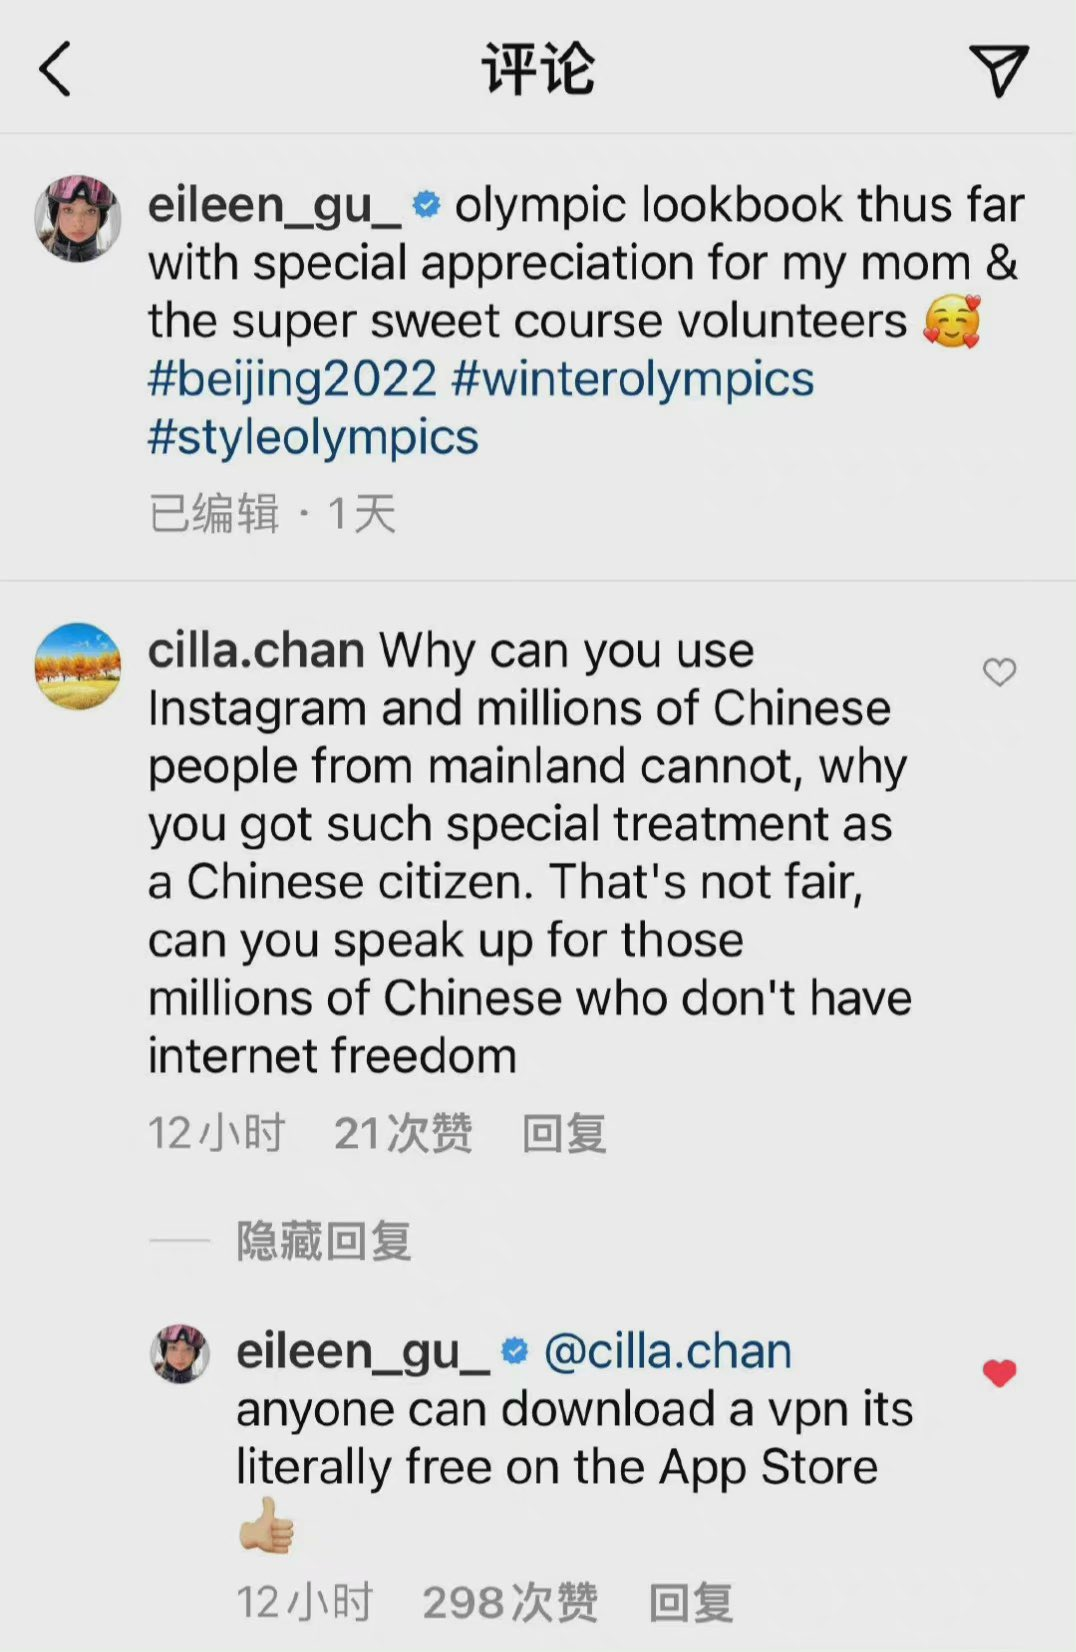 评论
eileen_gu_ olympic lookbook thus far
with special appreciation for my mom &
the super sweet course volunteers 🥰
#beijing2022 #winterolympics
#styleolympics
已编辑 · 1天
cilla.chan Why can you use
Instagram and millions of Chinese
people from mainland cannot, why
you got such special treatment as
a Chinese citizen. That's not fair,
can you speak up for those
millions of Chinese who don't have
internet freedom
12小时 21次赞 回复
隐藏回复
eileen_gu_ @cilla.chan
anyone can download a vpn its
literally free on the App Store
👍🏼
12小时 298次赞 回复